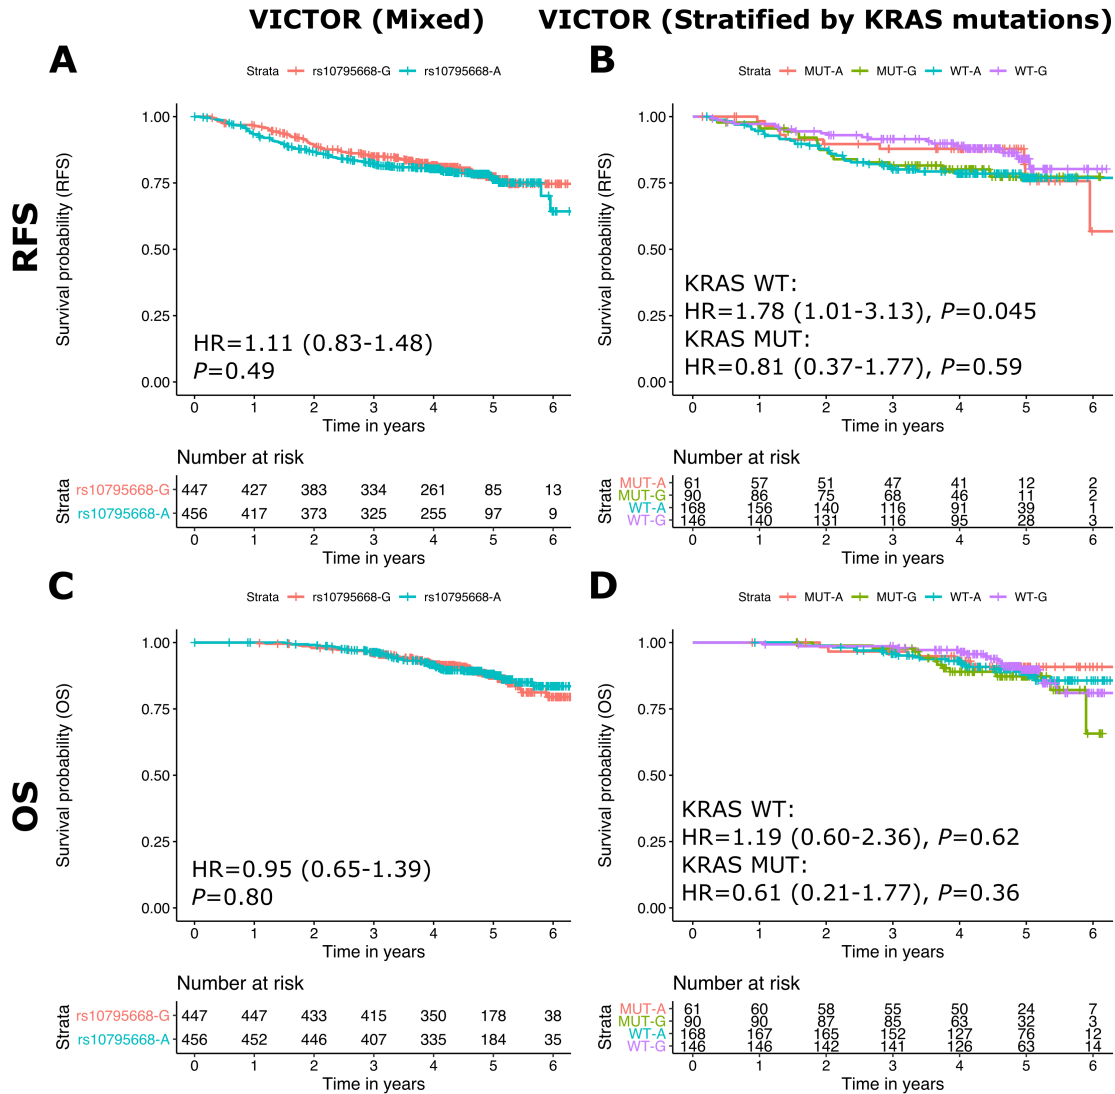 VICTOR (Mixed)
VICTOR (Stratified by KRAS mutations)
RFS
A
Strata rs10795668-G rs10795668-A
Survival probability (RFS)
1.00
0.75
0.50
0.25
0.00
HR=1.11 (0.83-1.48)
P=0.49
0 1 2 3 4 5 6
Time in years
Number at risk
Strata
rs10795668-G 447 427 383 334 261 85 13
rs10795668-A 456 417 373 325 255 97 9
0 1 2 3 4 5 6
Time in years
B
Strata MUT-A MUT-G WT-A WT-G
Survival probability (RFS)
1.00
0.75
0.50
0.25
0.00
KRAS WT:
HR=1.78 (1.01-3.13), P=0.045
KRAS MUT:
HR=0.81 (0.37-1.77), P=0.59
0 1 2 3 4 5 6
Time in years
Number at risk
Strata
MUT-A 61 57 51 47 41 12 2
MUT-G 90 86 75 68 46 11 2
WT-A 168 156 140 116 91 39 1
WT-G 146 140 131 116 95 28 3
0 1 2 3 4 5 6
Time in years
OS
C
Strata rs10795668-G rs10795668-A
Survival probability (OS)
1.00
0.75
0.50
0.25
0.00
HR=0.95 (0.65-1.39)
P=0.80
0 1 2 3 4 5 6
Time in years
Number at risk
Strata
rs10795668-G 447 447 433 415 350 178 38
rs10795668-A 456 452 446 407 335 184 35
0 1 2 3 4 5 6
Time in years
D
Strata MUT-A MUT-G WT-A WT-G
Survival probability (OS)
1.00
0.75
0.50
0.25
0.00
KRAS WT:
HR=1.19 (0.60-2.36), P=0.62
KRAS MUT:
HR=0.61 (0.21-1.77), P=0.36
0 1 2 3 4 5 6
Time in years
Number at risk
Strata
MUT-A 61 60 58 55 50 24 7
MUT-G 90 90 87 85 63 32 3
WT-A 168 167 165 152 127 76 12
WT-G 146 146 142 141 126 63 14
0 1 2 3 4 5 6
Time in years